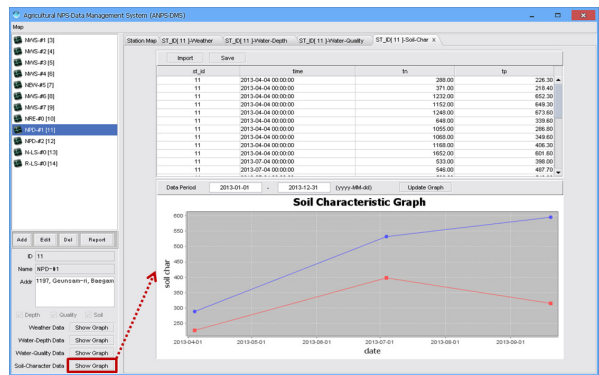 Agricultural NPS-Data Management System (ANPS-DMS)
Map
NWS-#1 [3]
NWS-#2 [4]
NWS-#3 [5]
NWS-#4 [6]
NEW-#5 [7]
NWS-#6 [8]
NWS-#7 [9]
NRE-#0 [10]
NPD-#1 [11]
NPD-#2 [12]
N-LS-#0 [13]
R-LS-#0 [14]
Add Edit Del Report
ID 11
Name NPD-#1
Addr 1197, Geunsam-ri, Baegam
Depth Quality Soil
Weather Data Show Graph
Water-Depth Data Show Graph
Water-Quality Data Show Graph
Soil-Character Data Show Graph
Station Map ST_ID[ 11 ]-Weather ST_ID[ 11 ]-Water-Depth ST_ID[ 11 ]-Water-Quality ST_ID[ 11 ]-Soil-Char x
Import Save
st_id time tn tp
11 2013-04-04 00:00:00 288.00 226.30
11 2013-04-04 00:00:00 371.00 218.40
11 2013-04-04 00:00:00 1232.00 652.30
11 2013-04-04 00:00:00 1152.00 649.30
11 2013-04-04 00:00:00 1248.00 673.60
11 2013-04-04 00:00:00 648.00 339.60
11 2013-04-04 00:00:00 1055.00 286.80
11 2013-04-04 00:00:00 1068.00 349.60
11 2013-04-04 00:00:00 1168.00 406.30
11 2013-04-04 00:00:00 1652.00 601.60
11 2013-07-04 00:00:00 533.00 398.00
11 2013-07-04 00:00:00 546.00 487.70
Data Period 2013-01-01 - 2013-12-31 (yyyy-MM-dd) Update Graph
Soil Characteristic Graph
600
550
500
450
400
350
300
250
soil char
2013-04-01 2013-05-01 2013-06-01 2013-07-01 2013-08-01 2013-09-01
date